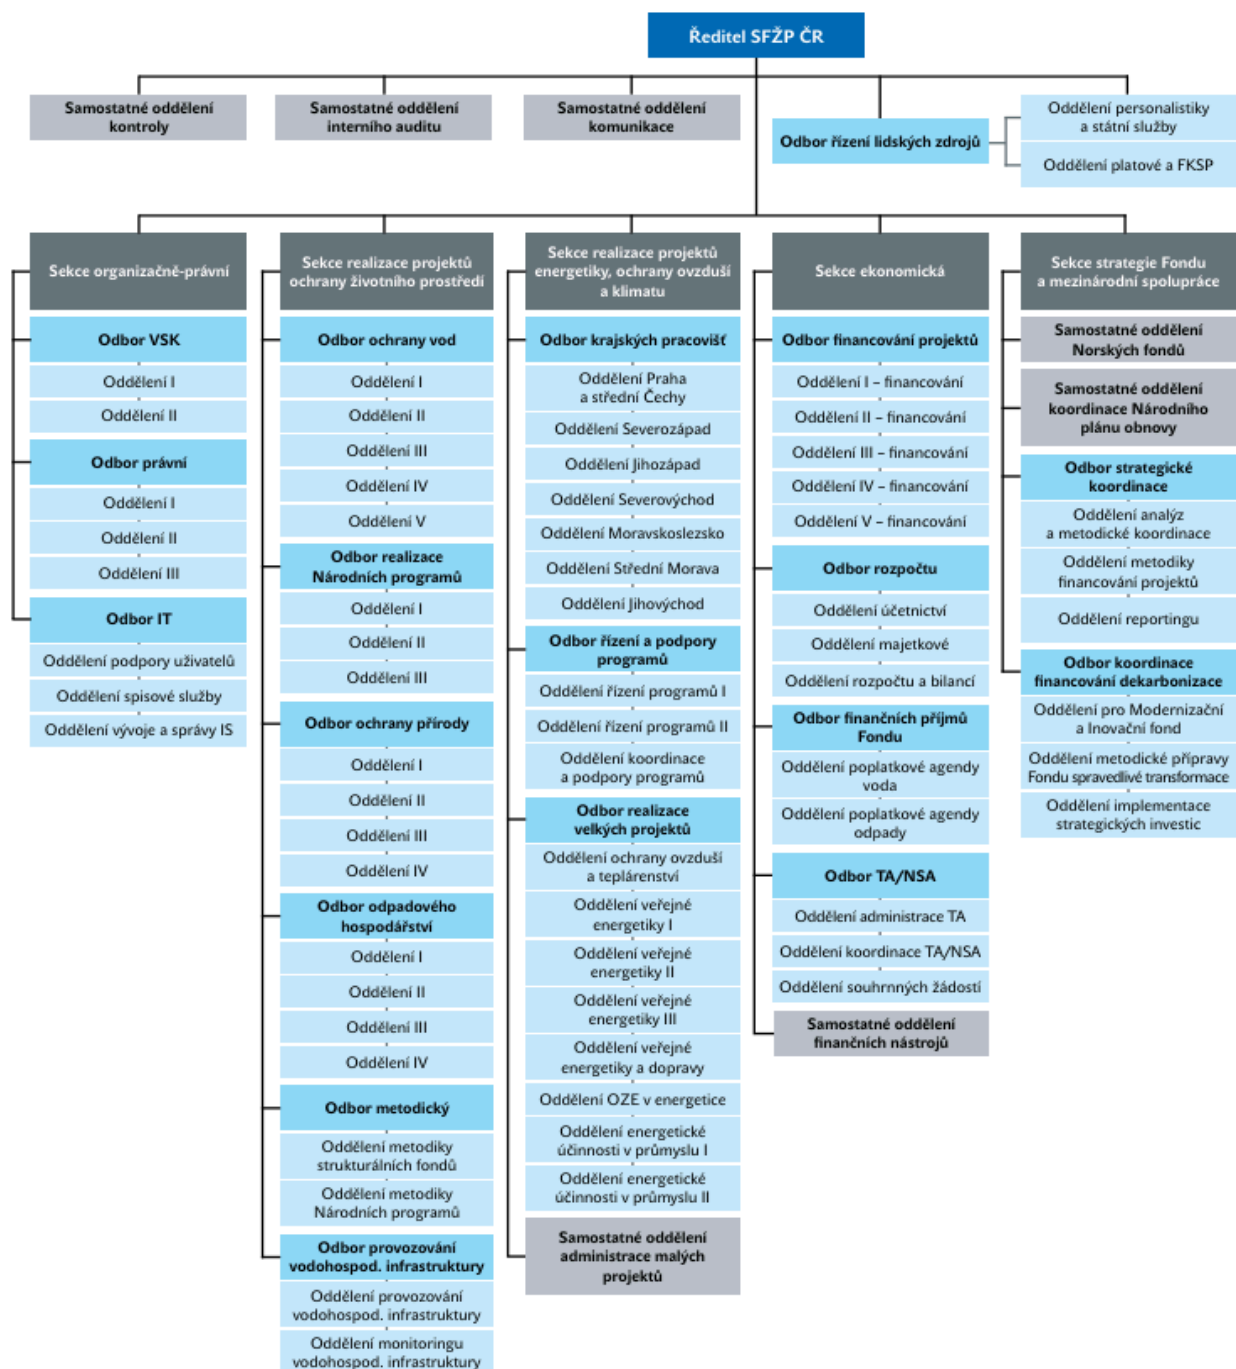 Ředitel SFŽP ČR
Samostatné oddělení
kontroly
Samostatné oddělení
interního auditu
Samostatné oddělení
komunikace
Odbor řízení lidských zdrojů
Oddělení personalistiky
a státní služby
Oddělení platové a FKSP
Sekce organizačně-právní
Odbor VSK
Oddělení I
Oddělení II
Odbor právní
Oddělení I
Oddělení II
Oddělení III
Odbor IT
Oddělení podpory uživatelů
Oddělení spisové služby
Oddělení vývoje a správy IS
Sekce realizace projektů
ochrany životního prostředí
Odbor ochrany vod
Oddělení I
Oddělení II
Oddělení III
Oddělení IV
Oddělení V
Odbor realizace
Národních programů
Oddělení I
Oddělení II
Oddělení III
Odbor ochrany přírody
Oddělení I
Oddělení II
Oddělení III
Oddělení IV
Odbor odpadového
hospodářství
Oddělení I
Oddělení II
Oddělení III
Oddělení IV
Odbor metodický
Oddělení metodiky
strukturálních fondů
Oddělení metodiky
Národních programů
Odbor provozování
vodohospod. infrastruktury
Oddělení provozování
vodohospod. infrastruktury
Oddělení monitoringu
vodohospod. infrastruktury
Sekce realizace projektů
energetiky, ochrany ovzduší
a klimatu
Odbor krajských pracovišť
Oddělení Praha
a střední Čechy
Oddělení Severozápad
Oddělení Jihozápad
Oddělení Severovýchod
Oddělení Moravskoslezsko
Oddělení Střední Morava
Oddělení Jihovýchod
Odbor řízení a podpory
programů
Oddělení řízení programů I
Oddělení řízení programů II
Oddělení koordinace
a podpory programů
Odbor realizace
velkých projektů
Oddělení ochrany ovzduší
a teplárenství
Oddělení veřejné
energetiky I
Oddělení veřejné
energetiky II
Oddělení veřejné
energetiky III
Oddělení veřejné
energetiky a dopravy
Oddělení OZE v energetice
Oddělení energetické
účinnosti v průmyslu I
Oddělení energetické
účinnosti v průmyslu II
Samostatné oddělení
administrace malých
projektů
Sekce ekonomická
Odbor financování projektů
Oddělení I – financování
Oddělení II – financování
Oddělení III – financování
Oddělení IV – financování
Oddělení V – financování
Odbor rozpočtu
Oddělení účetnictví
Oddělení majetkové
Oddělení rozpočtu a bilancí
Odbor finančních příjmů
Fondu
Oddělení poplatkové agendy
voda
Oddělení poplatkové agendy
odpady
Odbor TA/NSA
Oddělení administrace TA
Oddělení koordinace TA/NSA
Oddělení souhrnných žádostí
Samostatné oddělení
finančních nástrojů
Sekce strategie Fondu
a mezinárodní spolupráce
Samostatné oddělení
Norských fondů
Samostatné oddělení
koordinace Národního
plánu obnovy
Odbor strategické
koordinace
Oddělení analýz
a metodické koordinace
Oddělení metodiky
financování projektů
Oddělení reportingu
Odbor koordinace
financování dekarbonizace
Oddělení pro Modernizační
a Inovační fond
Oddělení metodické přípravy
Fondu spravedlivé transformace
Oddělení implementace
strategických investic